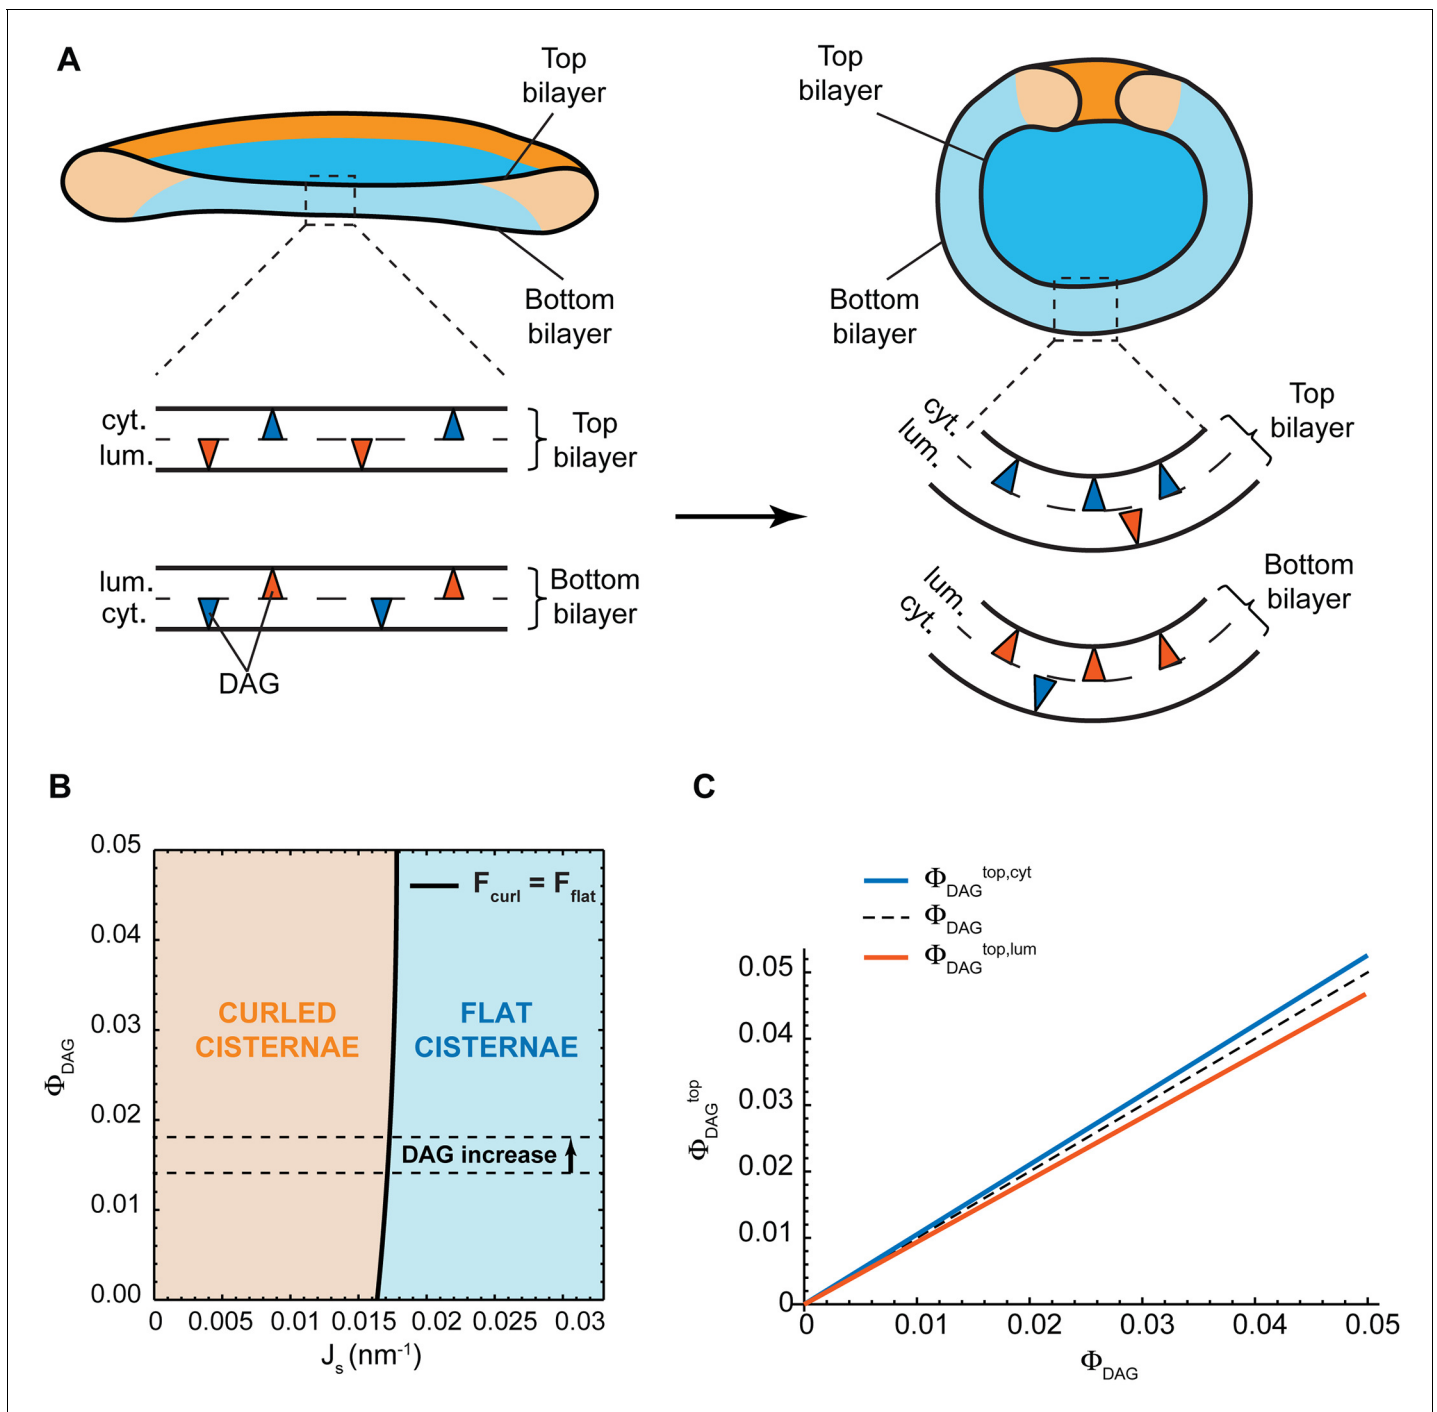 A
Top
bilayer
Bottom
bilayer
Top
bilayer
Bottom
bilayer
cyt.
lum.
Top
bilayer
lum.
cyt.
Bottom
bilayer
DAG
cyt.
lum.
Top
bilayer
lum.
cyt.
Bottom
bilayer
B
Φ_DAG
0.05
0.04
0.03
0.02
0.01
0.00
F_curl = F_flat
CURLED
CISTERNAE
FLAT
CISTERNAE
DAG increase
0 0.005 0.01 0.015 0.02 0.025 0.03
J_s (nm⁻¹)
C
Φ_DAG^top,cyt
Φ_DAG
Φ_DAG^top,lum
Φ_DAG^top
0.05
0.04
0.03
0.02
0.01
0
0 0.01 0.02 0.03 0.04 0.05
Φ_DAG